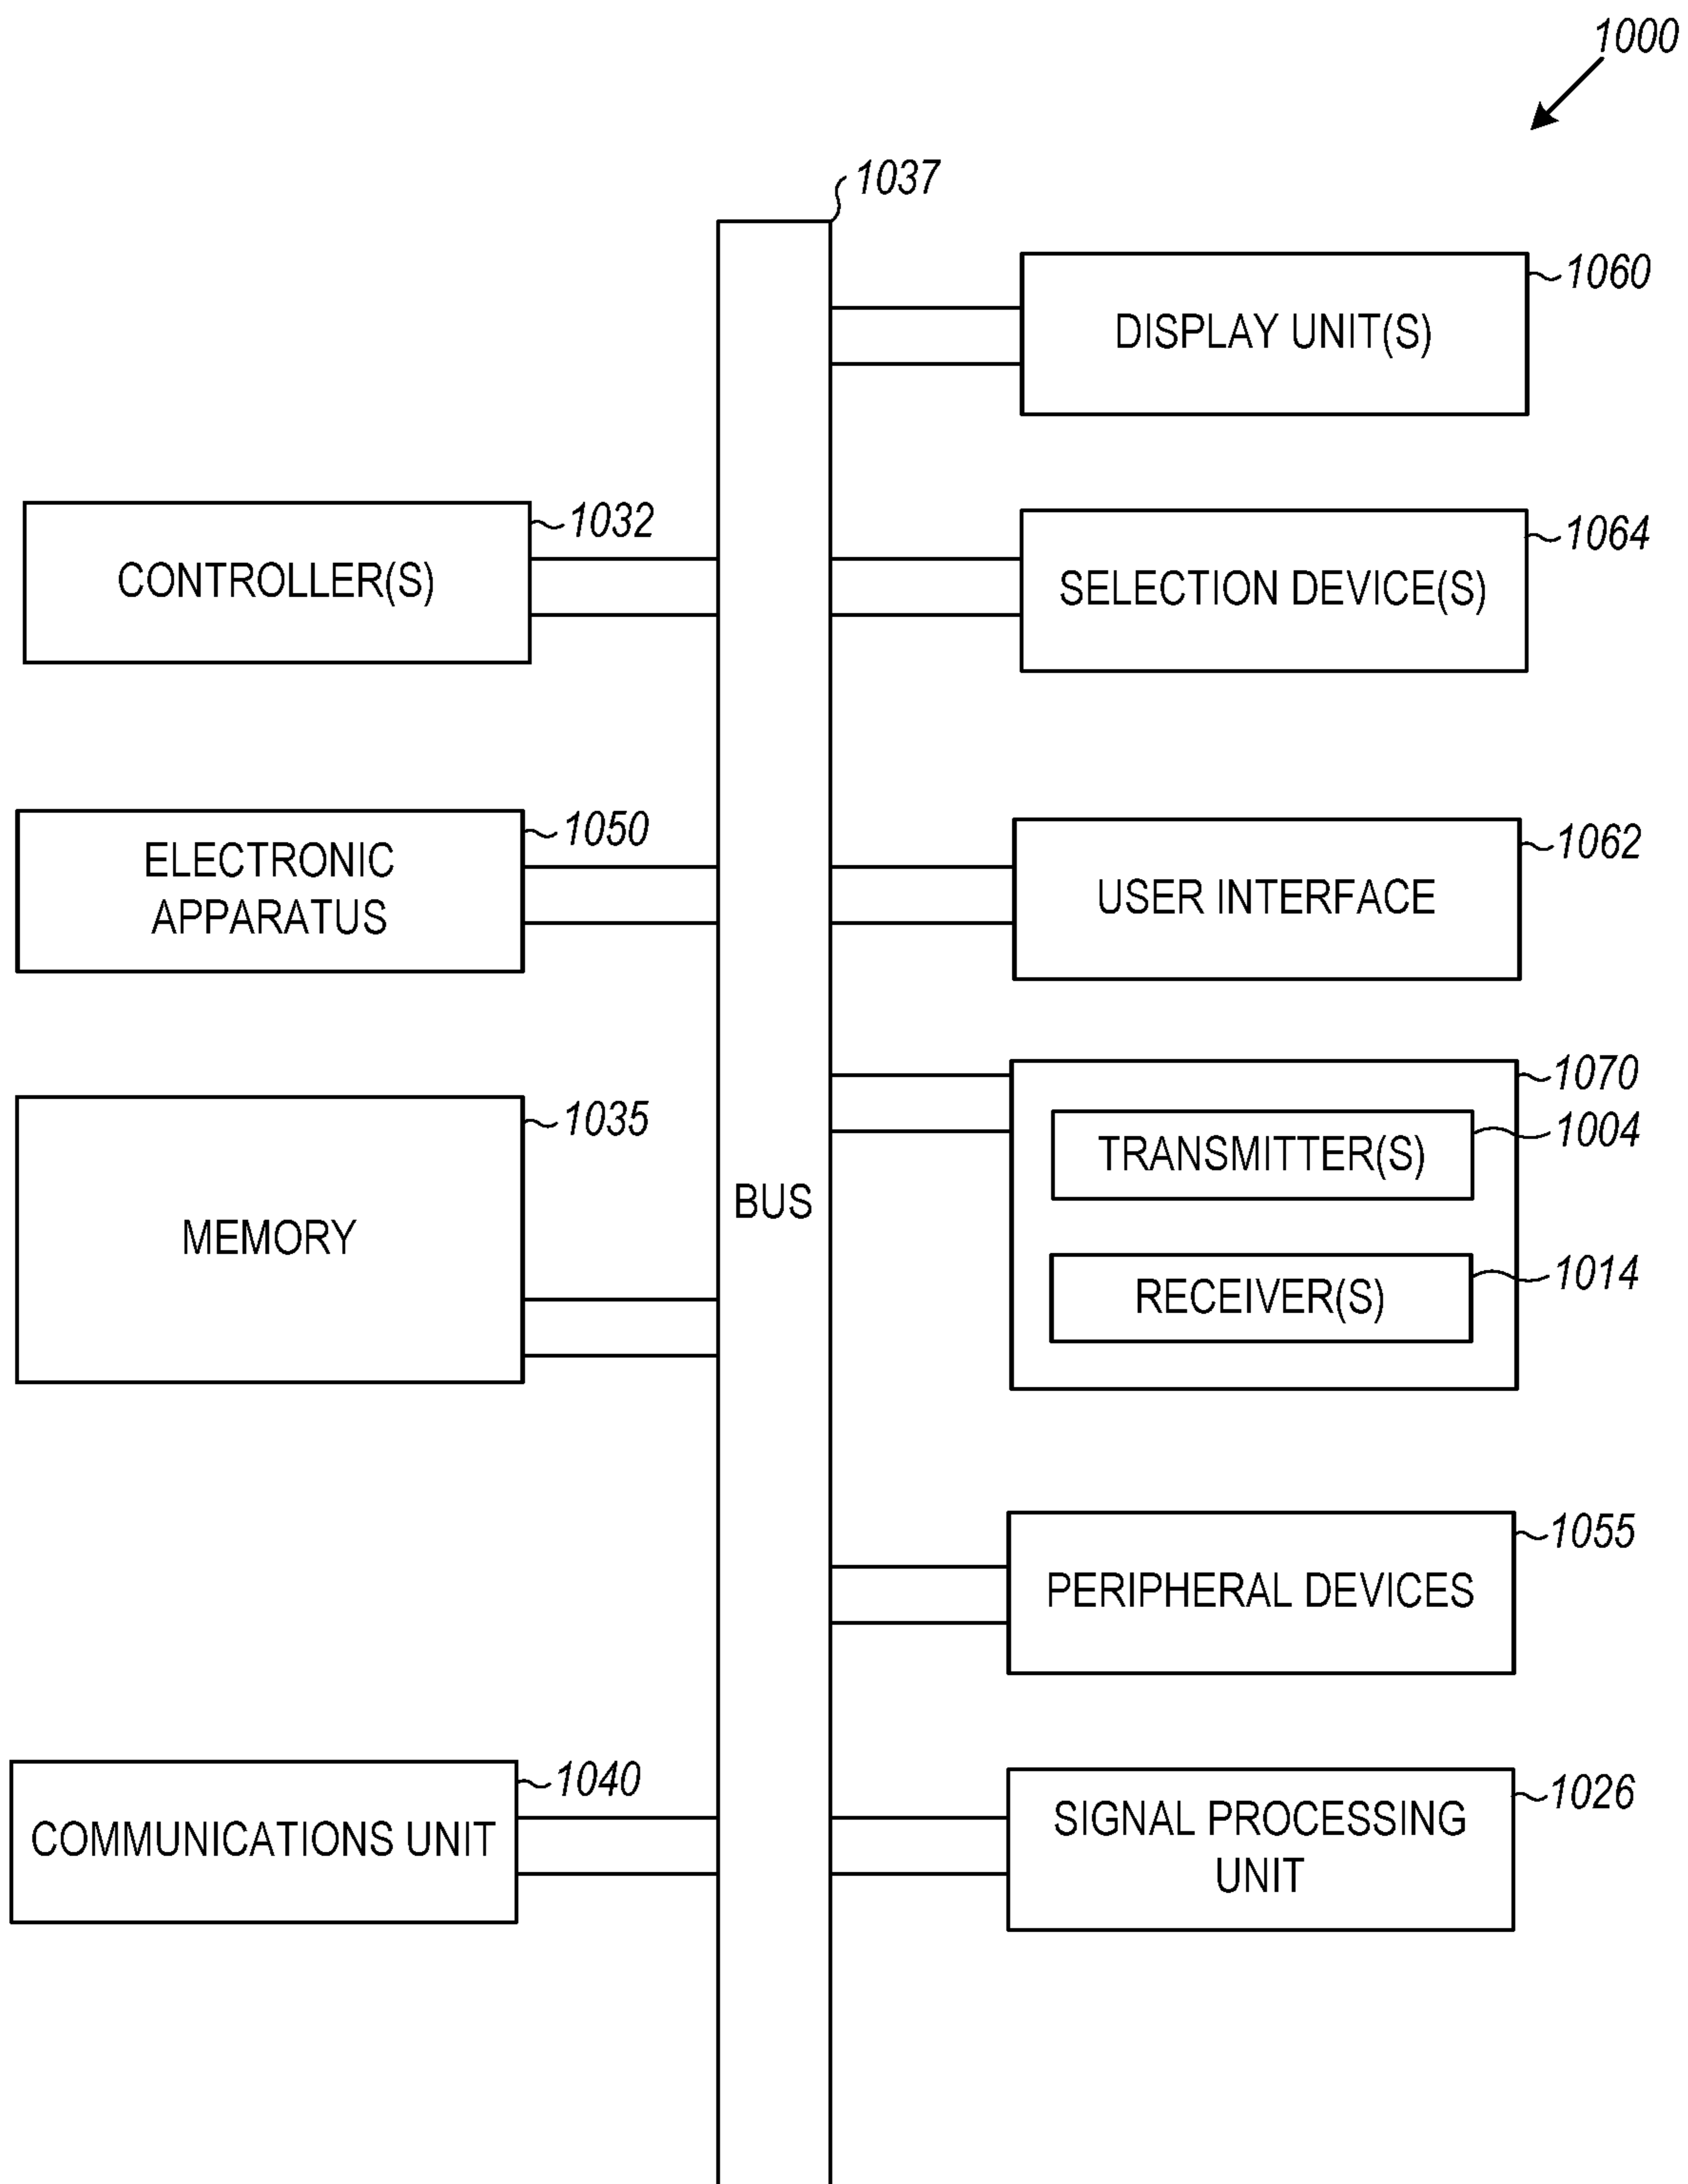 1000
1037
1060
DISPLAY UNIT(S)
1032
CONTROLLER(S)
1064
SELECTION DEVICE(S)
1050
ELECTRONIC
APPARATUS
1062
USER INTERFACE
1070
1035
MEMORY
1004
TRANSMITTER(S)
BUS
1014
RECEIVER(S)
1055
PERIPHERAL DEVICES
1040
COMMUNICATIONS UNIT
1026
SIGNAL PROCESSING
UNIT